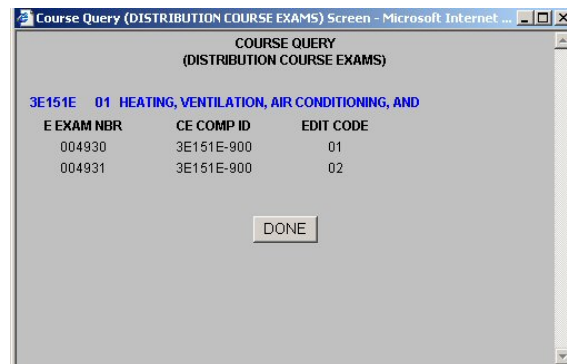 Course Query (DISTRIBUTION COURSE EXAMS) Screen - Microsoft Internet ...
COURSE QUERY
(DISTRIBUTION COURSE EXAMS)
3E151E 01 HEATING, VENTILATION, AIR CONDITIONING, AND
E EXAM NBR CE COMP ID EDIT CODE
004930 3E151E-900 01
004931 3E151E-900 02
DONE